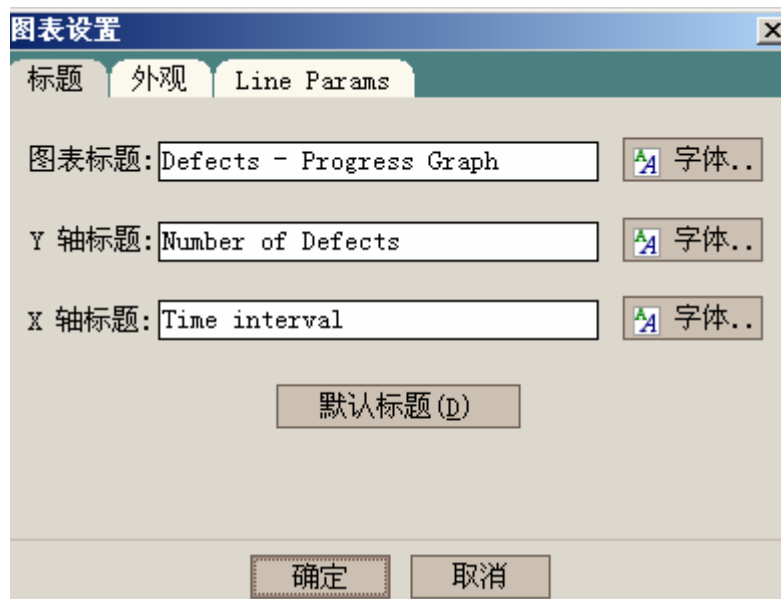 图表设置
标题 外观 Line Params
图表标题: Defects - Progress Graph 字体..
Y 轴标题: Number of Defects 字体..
X 轴标题: Time interval 字体..
默认标题(D)
确定 取消